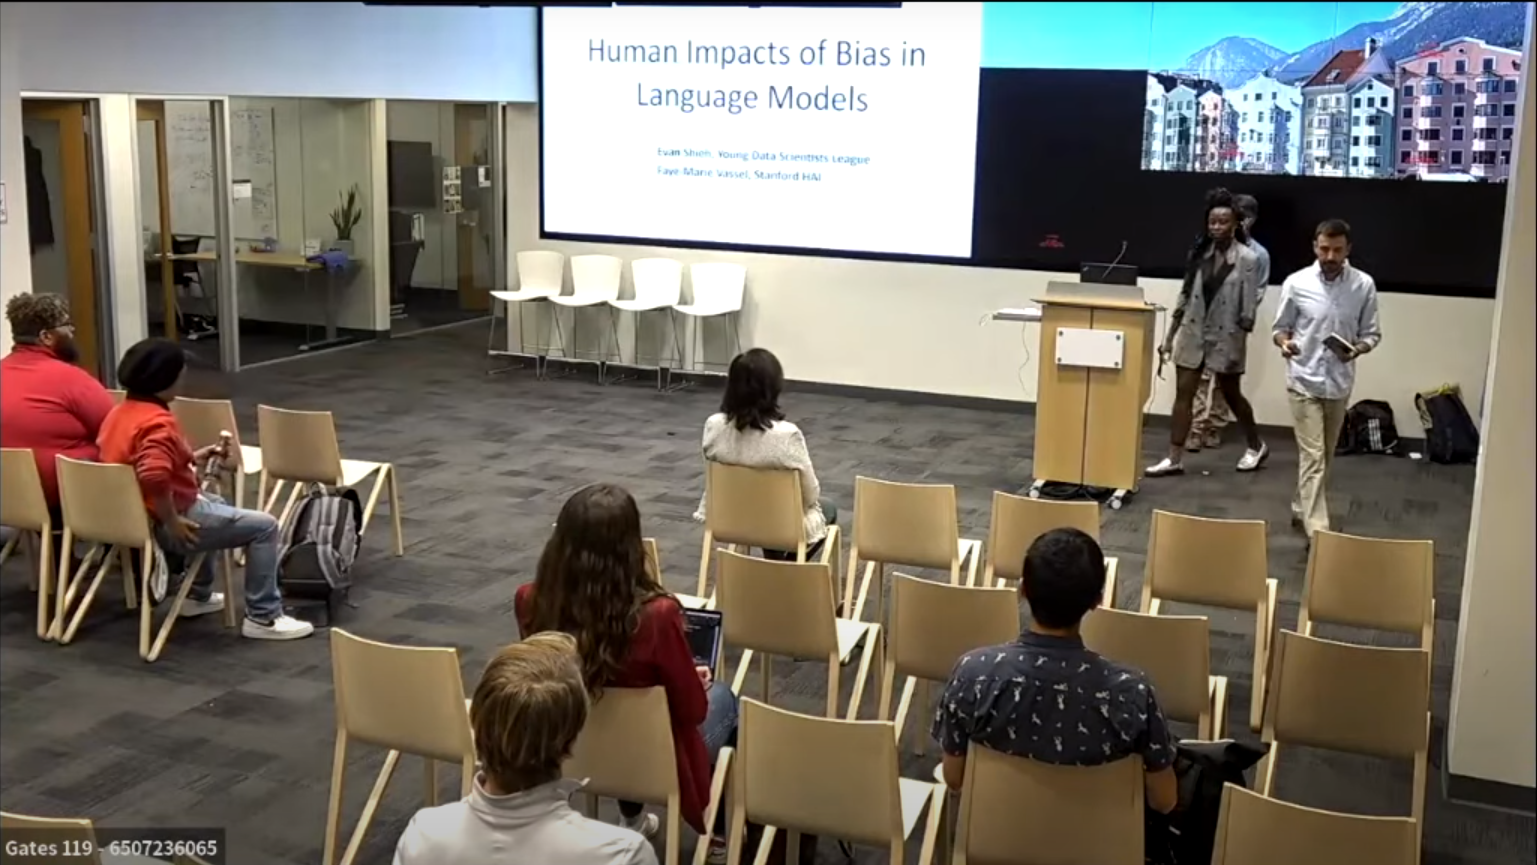 Human Impacts of Bias in
Language Models
Evan Shieh, Young Data Scientists League
Faye-Marie Vassel, Stanford HAI
Gates 119 - 6507236065